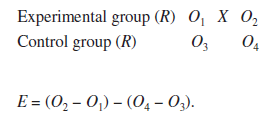 Experimental group (R) O₁ X O₂
Control group (R) O₃ O₄
E = (O₂ – O₁) – (O₄ – O₃).